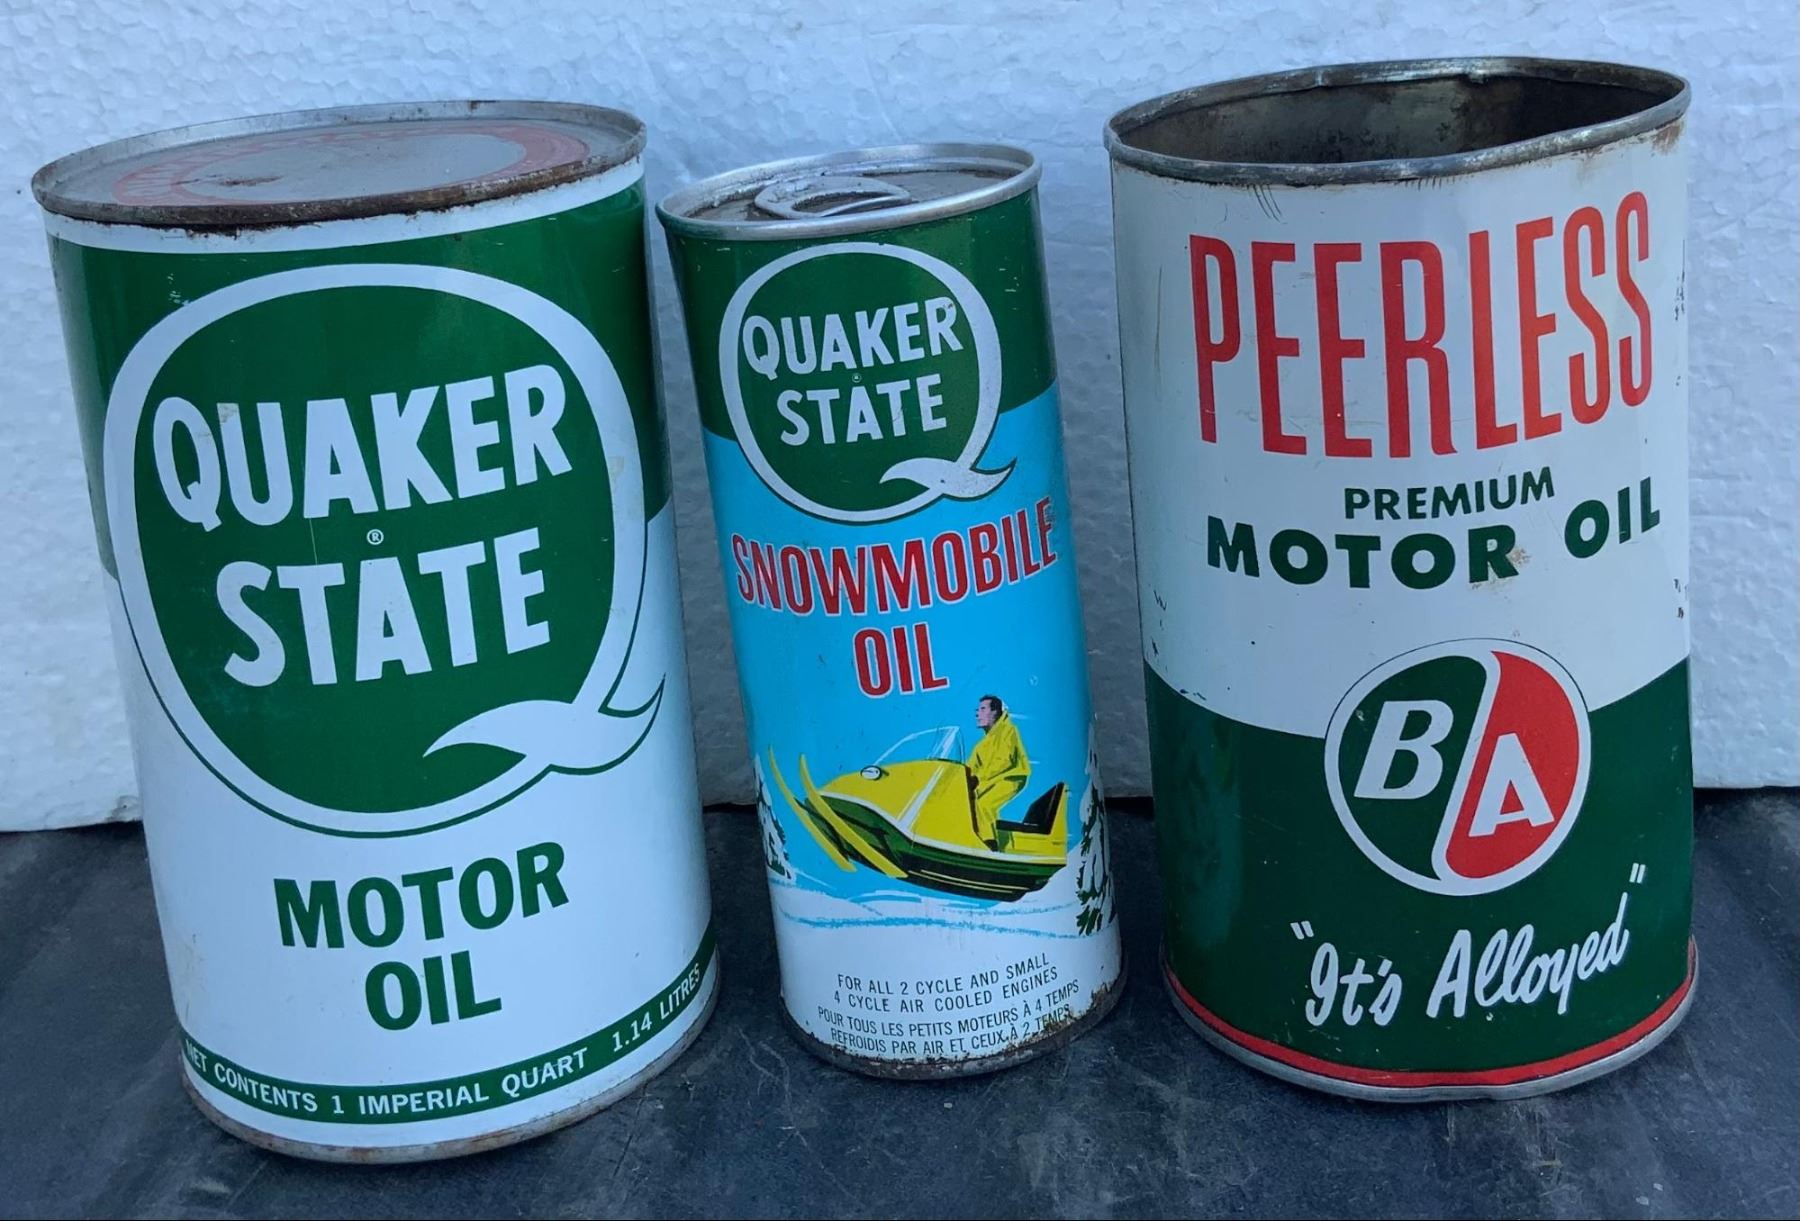 QUAKER
STATE
®
MOTOR
OIL
NET CONTENTS 1 IMPERIAL QUART 1.14 LITRES
QUAKER
STATE
®
SNOWMOBILE
OIL
FOR ALL 2 CYCLE AND SMALL
4 CYCLE AIR COOLED ENGINES
POUR TOUS LES PETITS MOTEURS À 4 TEMPS
REFROIDIS PAR AIR ET CEUX À 2 TEMPS
PEERLESS
PREMIUM
MOTOR OIL
B/A
"It's Alloyed"